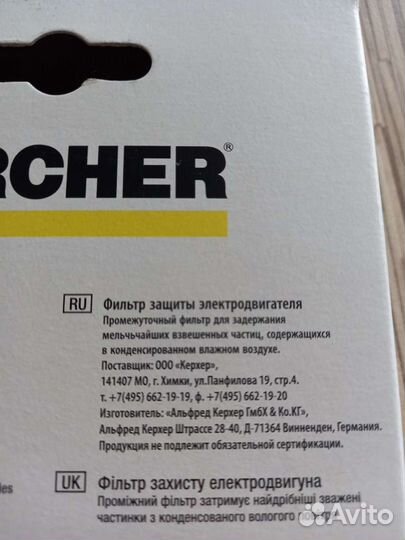 RCHER®
RU Фильтр защиты электродвигателя
Промежуточный фильтр для задержания
мельчьайших взвешенных частиц, содержащихся
в конденсированном влажном воздухе.
Поставщик: ООО «Керхер»,
141407 МО, г. Химки, ул.Панфилова 19, стр.4.
т. +7(495) 662-19-19, ф. +7(495) 662-19-20
Изготовитель: «Альфред Керхер ГмбХ & Ко.КГ»,
Альфред Керхер Штрассе 28-40, Д-71364 Винненден, Германия.
Продукция не подлежит обязательной сертификации.
les
UK Фільтр захисту електродвигуна
Проміжний фільтр затримує найдрібніші зважені
частинки з конденсованого вологого
Avito